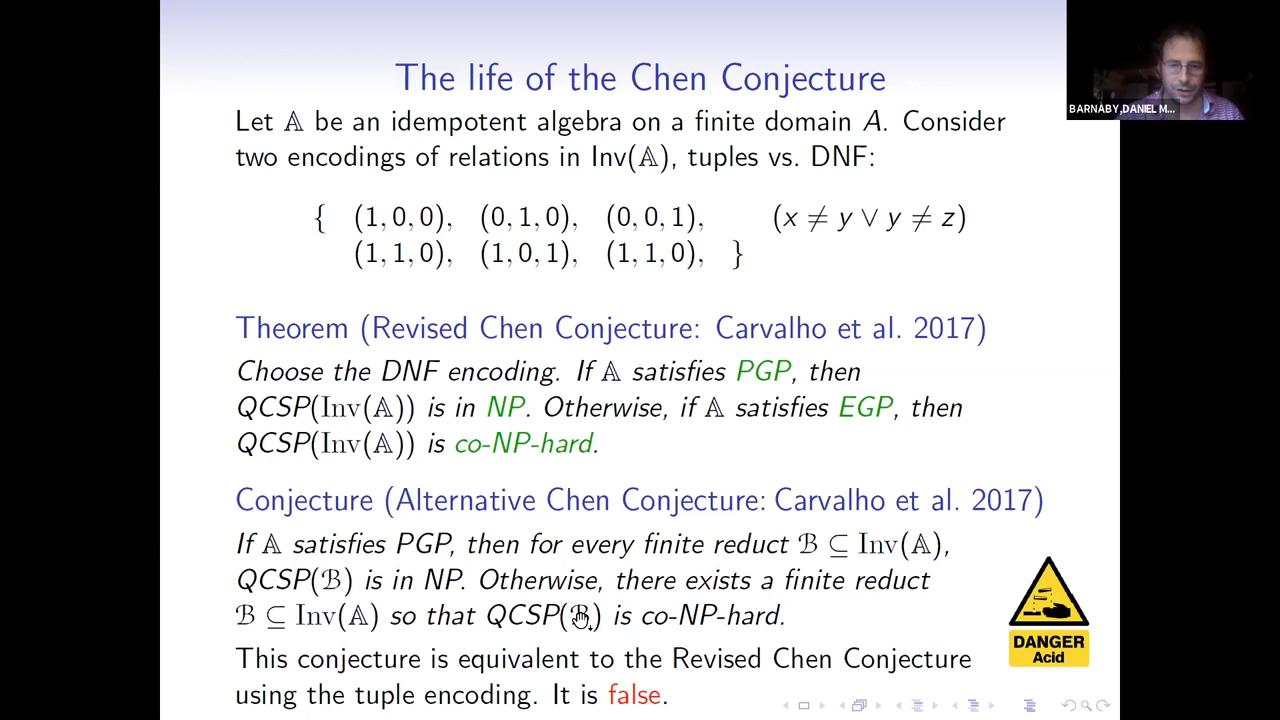 The life of the Chen Conjecture
BARNABY,DANIEL M...
Let 𝔸 be an idempotent algebra on a finite domain A. Consider
two encodings of relations in Inv(𝔸), tuples vs. DNF:
{ (1, 0, 0), (0, 1, 0), (0, 0, 1), (x ≠ y ∨ y ≠ z)
(1, 1, 0), (1, 0, 1), (1, 1, 0), }
Theorem (Revised Chen Conjecture: Carvalho et al. 2017)
Choose the DNF encoding. If 𝔸 satisfies PGP, then
QCSP(Inv(𝔸)) is in NP. Otherwise, if 𝔸 satisfies EGP, then
QCSP(Inv(𝔸)) is co-NP-hard.
Conjecture (Alternative Chen Conjecture: Carvalho et al. 2017)
If 𝔸 satisfies PGP, then for every finite reduct ℬ ⊆ Inv(𝔸),
QCSP(ℬ) is in NP. Otherwise, there exists a finite reduct
ℬ ⊆ Inv(𝔸) so that QCSP(ℬ) is co-NP-hard.
DANGER
Acid
This conjecture is equivalent to the Revised Chen Conjecture
using the tuple encoding. It is false.